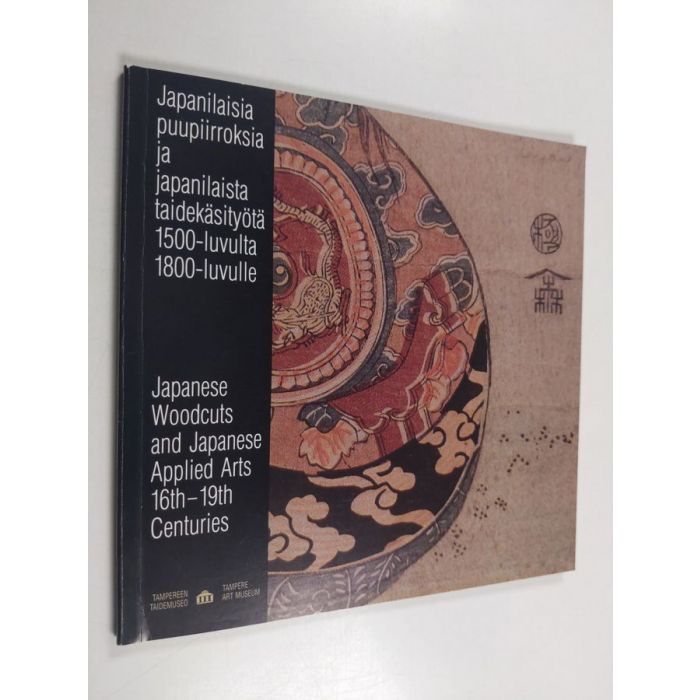 Japanilaisia
puupiirroksia
ja
japanilaista
taidekäsityötä
1500-luvulta
1800-luvulle
Japanese
Woodcuts
and Japanese
Applied Arts
16th–19th
Centuries
TAMPEREEN
TAIDEMUSEO
TAMPERE
ART MUSEUM
極